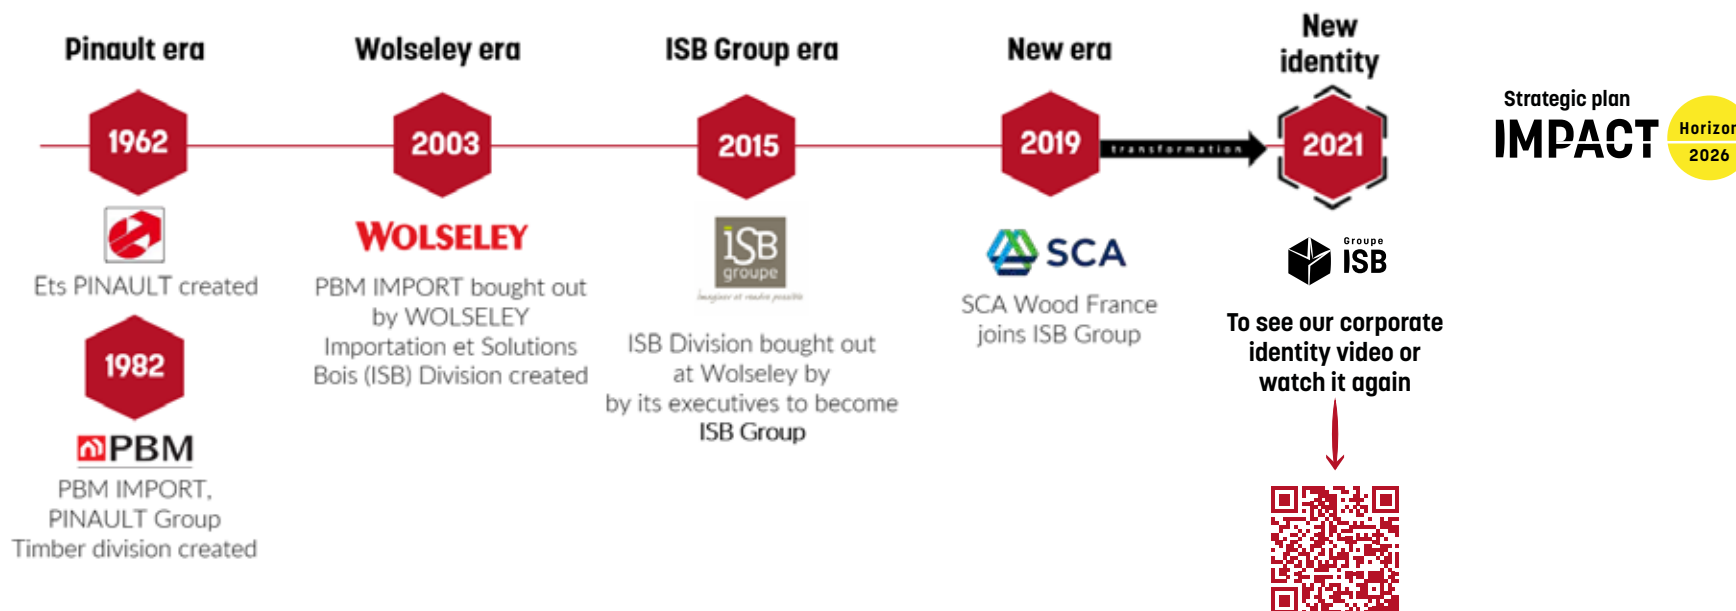 Pinault era
1962
Ets PINAULT created
1982
PBM
PBM IMPORT,
PINAULT Group
Timber division created
Wolseley era
2003
WOLSELEY
PBM IMPORT bought out
by WOLSELEY
Importation et Solutions
Bois (ISB) Division created
ISB Group era
2015
iSB
groupe
Imaginer et rendre possible
ISB Division bought out
at Wolseley by
by its executives to become
ISB Group
New era
2019
transformation
SCA
SCA Wood France
joins ISB Group
New
identity
2021
Groupe
ISB
To see our corporate
identity video or
watch it again
Strategic plan
IMPACT
Horizon
2026